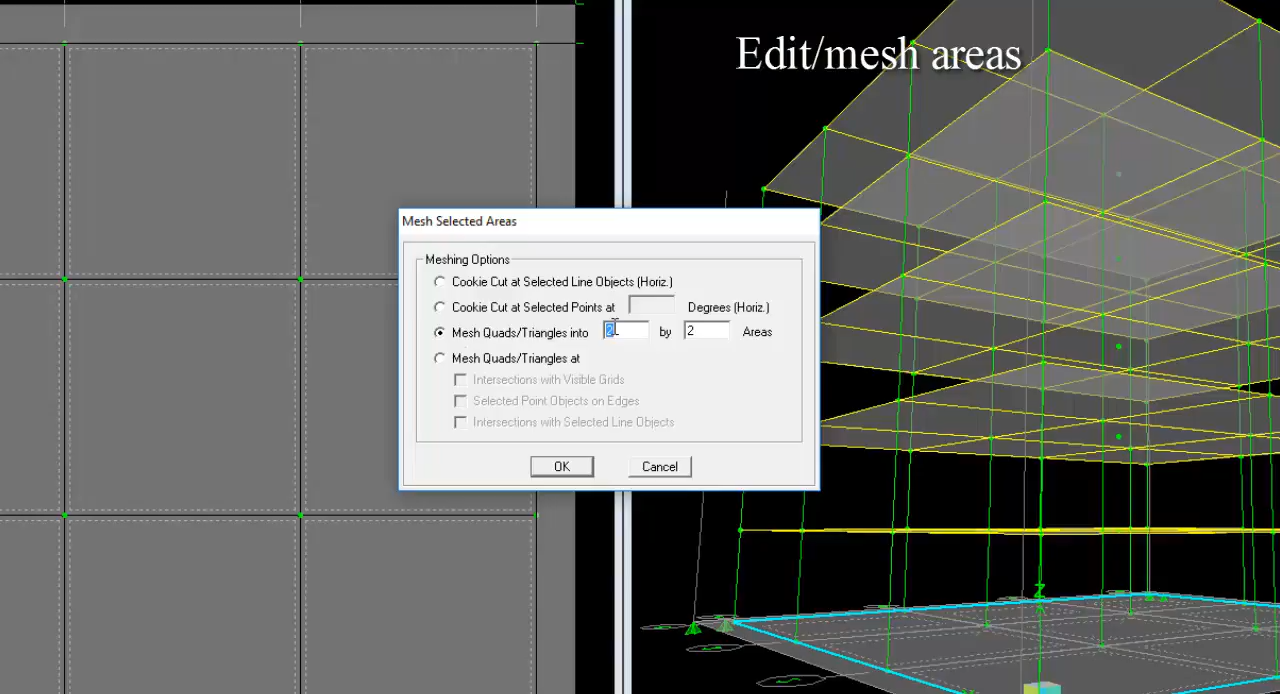 Edit/mesh areas
Mesh Selected Areas
Meshing Options
Cookie Cut at Selected Line Objects (Horiz.)
Cookie Cut at Selected Points at Degrees (Horiz.)
Mesh Quads/Triangles into 2 by 2 Areas
Mesh Quads/Triangles at
Intersections with Visible Grids
Selected Point Objects on Edges
Intersections with Selected Line Objects
OK Cancel
Z